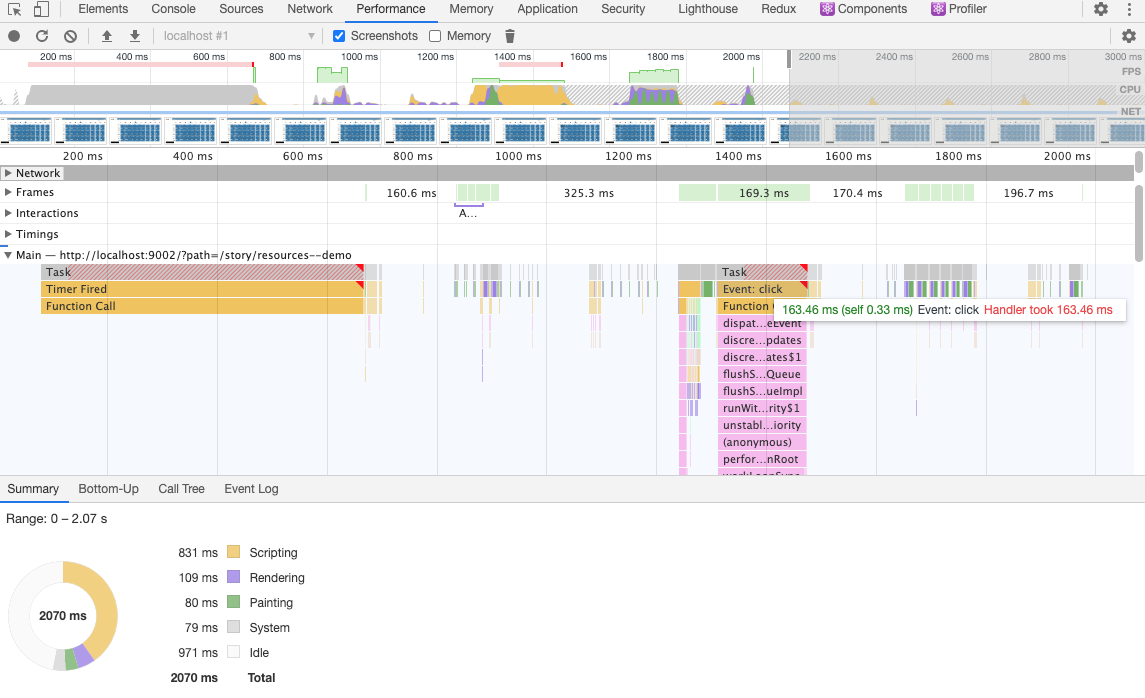 Elements Console Sources Network Performance Memory Application Security Lighthouse Redux Components Profiler
localhost #1 Screenshots Memory
200 ms 400 ms 600 ms 800 ms 1000 ms 1200 ms 1400 ms 1600 ms 1800 ms 2000 ms 2200 ms 2400 ms 2600 ms 2800 ms 3000 ms
FPS
CPU
NET
200 ms 400 ms 600 ms 800 ms 1000 ms 1200 ms 1400 ms 1600 ms 1800 ms 2000 ms
Network
Frames 160.6 ms 325.3 ms 169.3 ms 170.4 ms 196.7 ms
Interactions A...
Timings
Main — http://localhost:9002/?path=/story/resources--demo
Task Task
Timer Fired Event: click
Function Call Function
163.46 ms (self 0.33 ms) Event: click Handler took 163.46 ms
dispat...eEvent
discre...pdates
discre...ates$1
flushS...Queue
flushS...ueImpl
runWit...rity$1
unstabl...iority
(anonymous)
perfor...nRoot
Summary Bottom-Up Call Tree Event Log
Range: 0 – 2.07 s
2070 ms
831 ms Scripting
109 ms Rendering
80 ms Painting
79 ms System
971 ms Idle
2070 ms Total